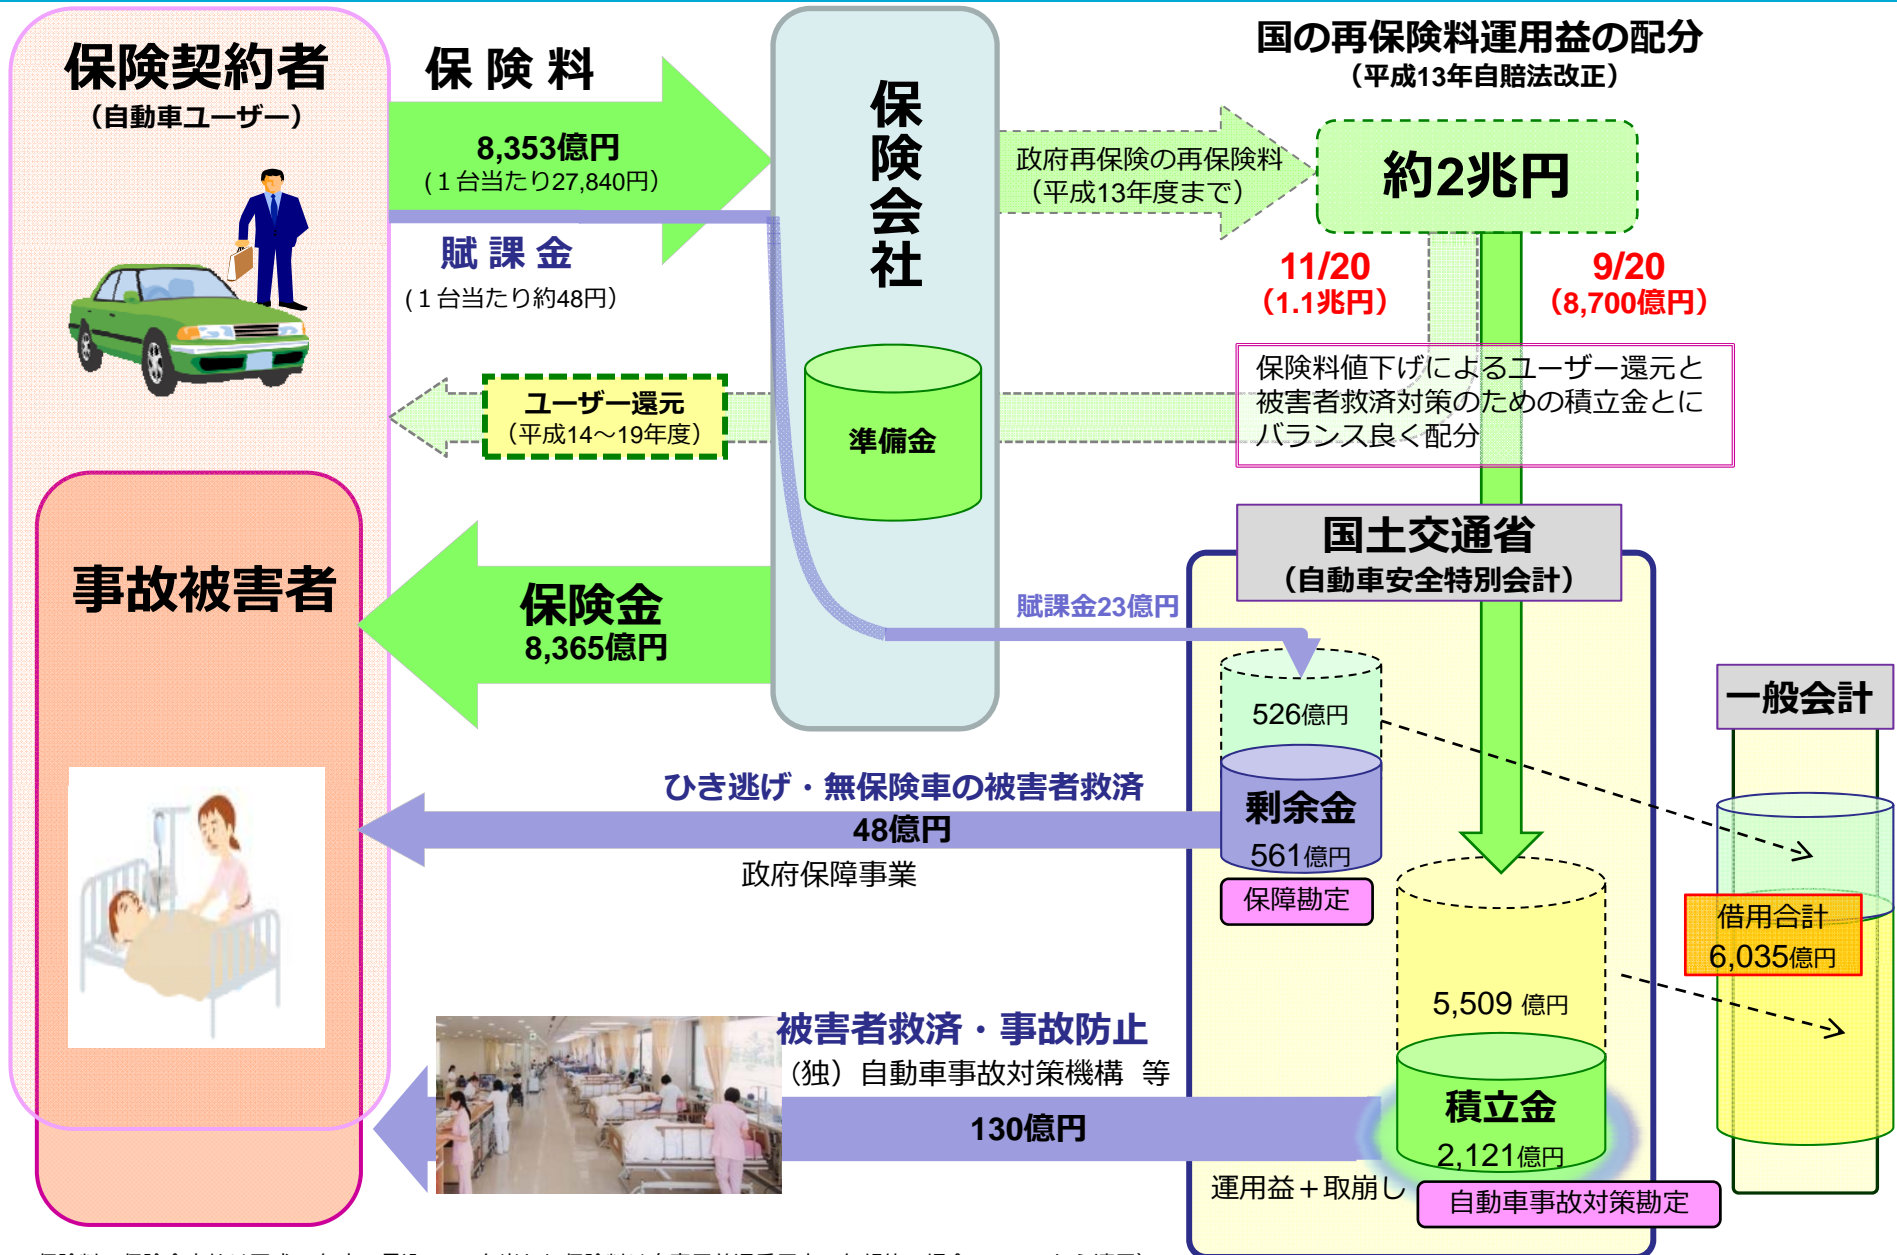 保険契約者
（自動車ユーザー）
保 険 料
8,353億円
(１台当たり27,840円）
賦 課 金
(１台当たり約48円）
保険会社
準備金
国の再保険料運用益の配分
（平成13年自賠法改正）
政府再保険の再保険料
（平成13年度まで）
約2兆円
11/20
（1.1兆円）
9/20
（8,700億円）
保険料値下げによるユーザー還元と
被害者救済対策のための積立金とに
バランス良く配分
ユーザー還元
（平成14～19年度）
事故被害者
保険金
8,365億円
国土交通省
（自動車安全特別会計）
賦課金23億円
526億円
剰余金
561億円
保障勘定
一般会計
借用合計
6,035億円
ひき逃げ・無保険車の被害者救済
48億円
政府保障事業
5,509 億円
積立金
2,121億円
自動車事故対策勘定
被害者救済・事故防止
（独）自動車事故対策機構 等
130億円
運用益＋取崩し